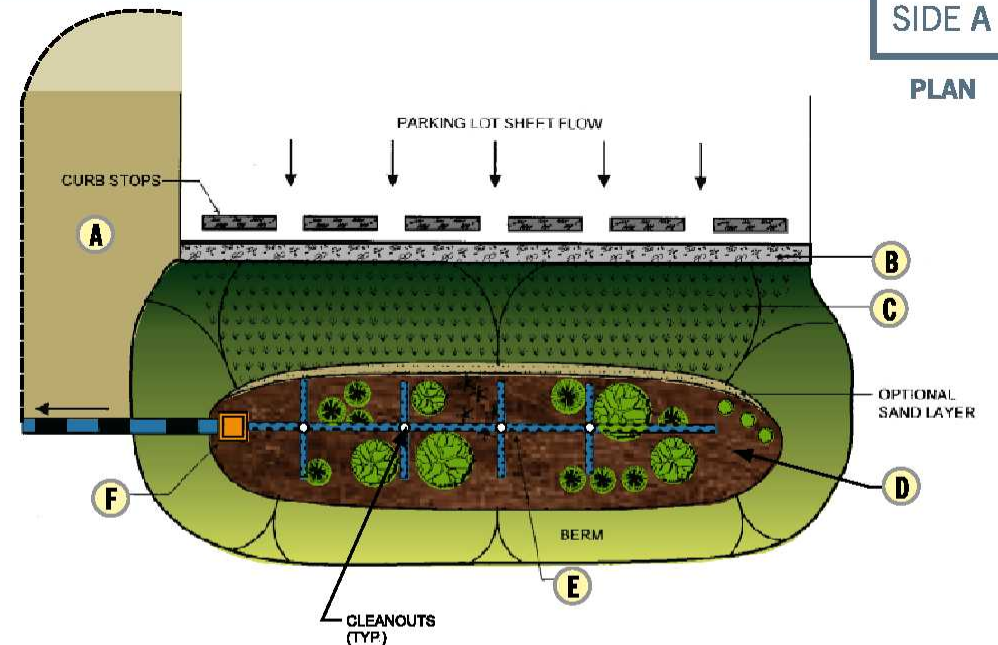 SIDE A
PLAN
PARKING LOT SHEET FLOW
CURB STOPS
A
B
C
OPTIONAL
SAND LAYER
D
F
BERM
E
CLEANOUTS
(TYP.)